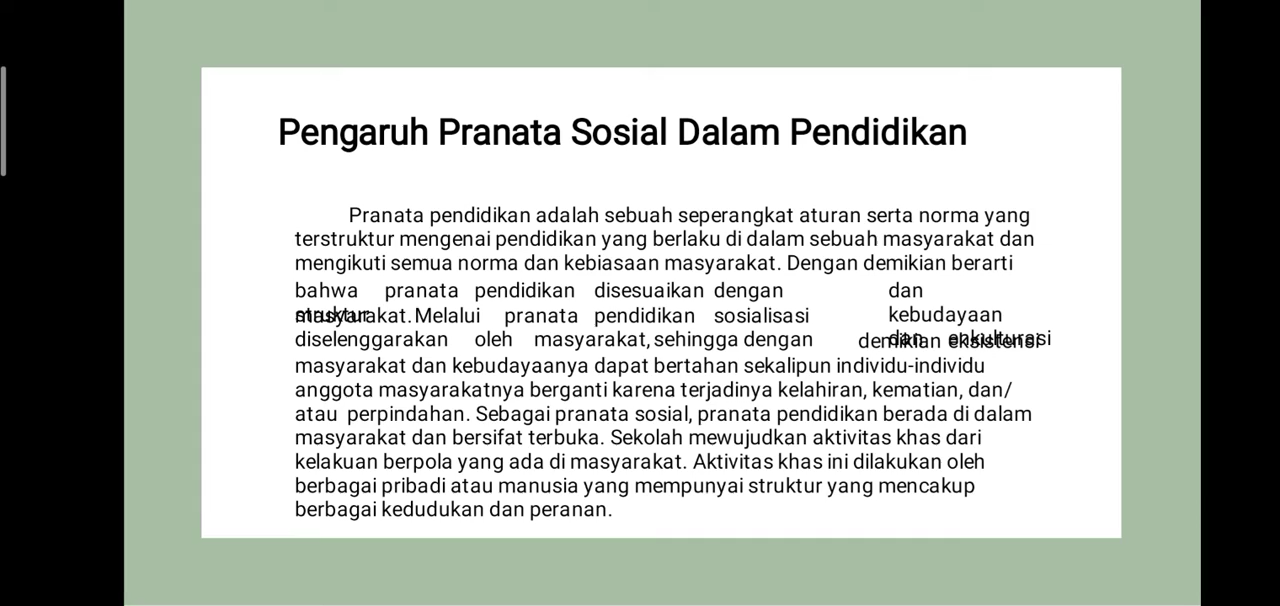 Pengaruh Pranata Sosial Dalam Pendidikan
Pranata pendidikan adalah sebuah seperangkat aturan serta norma yang
terstruktur mengenai pendidikan yang berlaku di dalam sebuah masyarakat dan
mengikuti semua norma dan kebiasaan masyarakat. Dengan demikian berarti
bahwa pranata pendidikan disesuaikan dengan struktur dan kebudayaan
masyarakat. Melalui pranata pendidikan sosialisasi dan enkulturasi
diselenggarakan oleh masyarakat, sehingga dengan demikian eksistensi
masyarakat dan kebudayaanya dapat bertahan sekalipun individu-individu
anggota masyarakatnya berganti karena terjadinya kelahiran, kematian, dan/
atau perpindahan. Sebagai pranata sosial, pranata pendidikan berada di dalam
masyarakat dan bersifat terbuka. Sekolah mewujudkan aktivitas khas dari
kelakuan berpola yang ada di masyarakat. Aktivitas khas ini dilakukan oleh
berbagai pribadi atau manusia yang mempunyai struktur yang mencakup
berbagai kedudukan dan peranan.